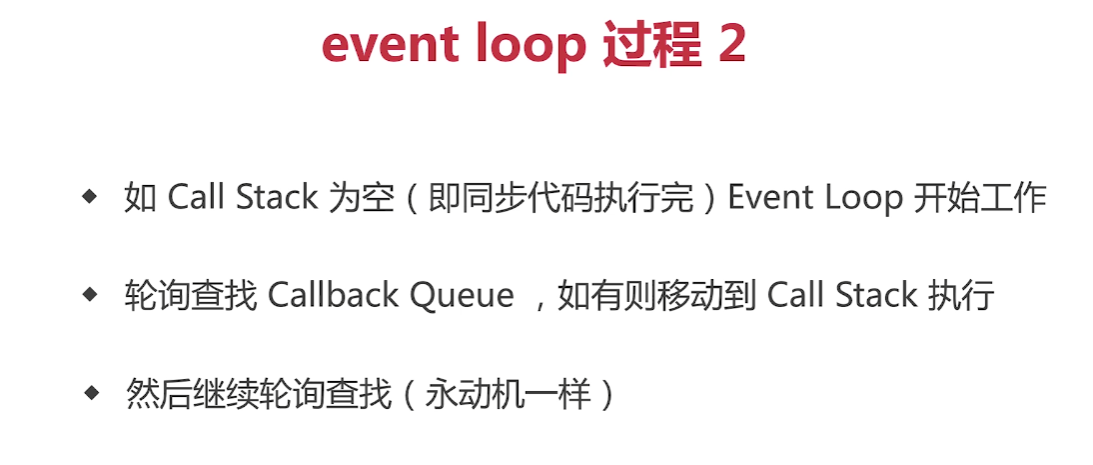 event loop 过程 2
◆ 如 Call Stack 为空（即同步代码执行完）Event Loop 开始工作
◆ 轮询查找 Callback Queue ，如有则移动到 Call Stack 执行
◆ 然后继续轮询查找（永动机一样）